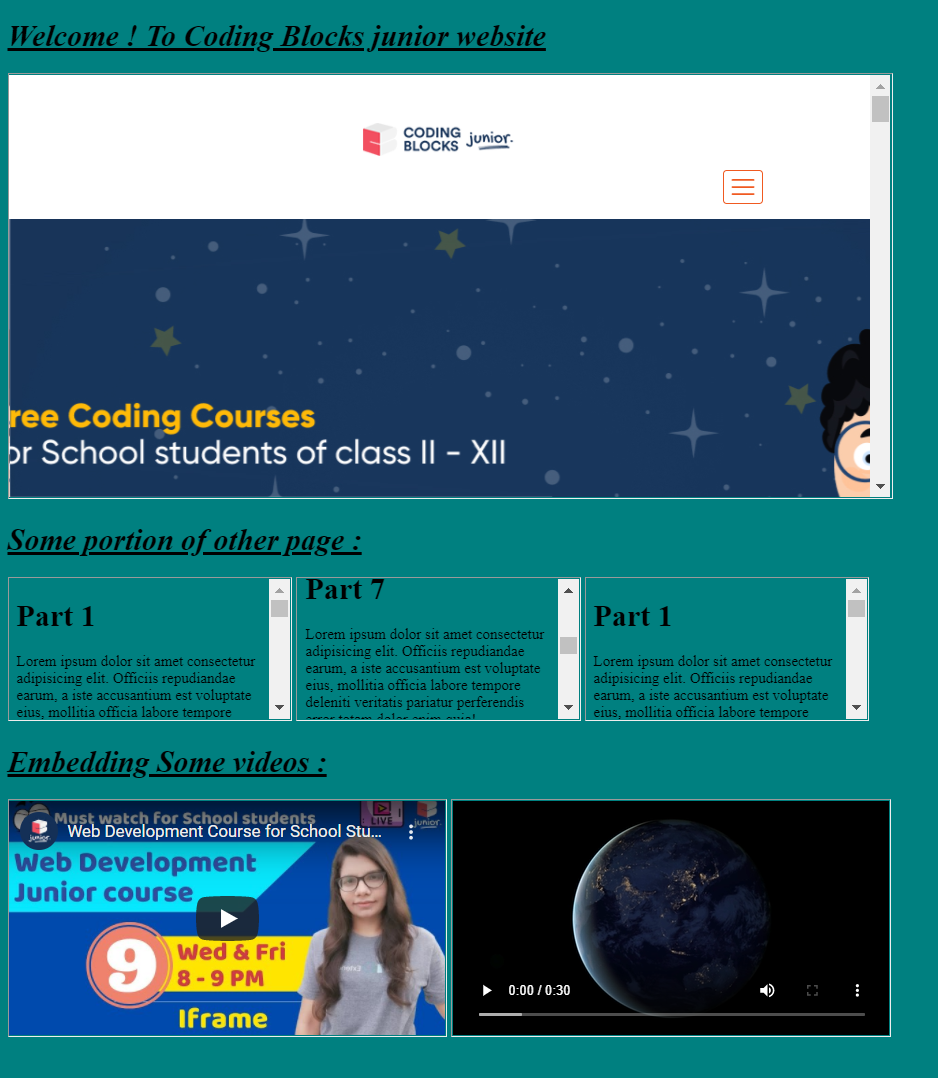 Welcome ! To Coding Blocks junior website
CODING
BLOCKS junior.
ree Coding Courses
or School students of class II - XII
Some portion of other page :
Part 1
Lorem ipsum dolor sit amet consectetur
adipisicing elit. Officiis repudiandae
earum, a iste accusantium est voluptate
eius, mollitia officia labore tempore
Part 7
Lorem ipsum dolor sit amet consectetur
adipisicing elit. Officiis repudiandae
earum, a iste accusantium est voluptate
eius, mollitia officia labore tempore
deleniti veritatis pariatur perferendis
error totam dolor enim quis!
Part 1
Lorem ipsum dolor sit amet consectetur
adipisicing elit. Officiis repudiandae
earum, a iste accusantium est voluptate
eius, mollitia officia labore tempore
Embedding Some videos :
Must watch for School students
LIVE
junior
junior
Web Development Course for School Stu...
Web Development
Junior course
9
Wed & Fri
8 - 9 PM
Iframe
0:00 / 0:30